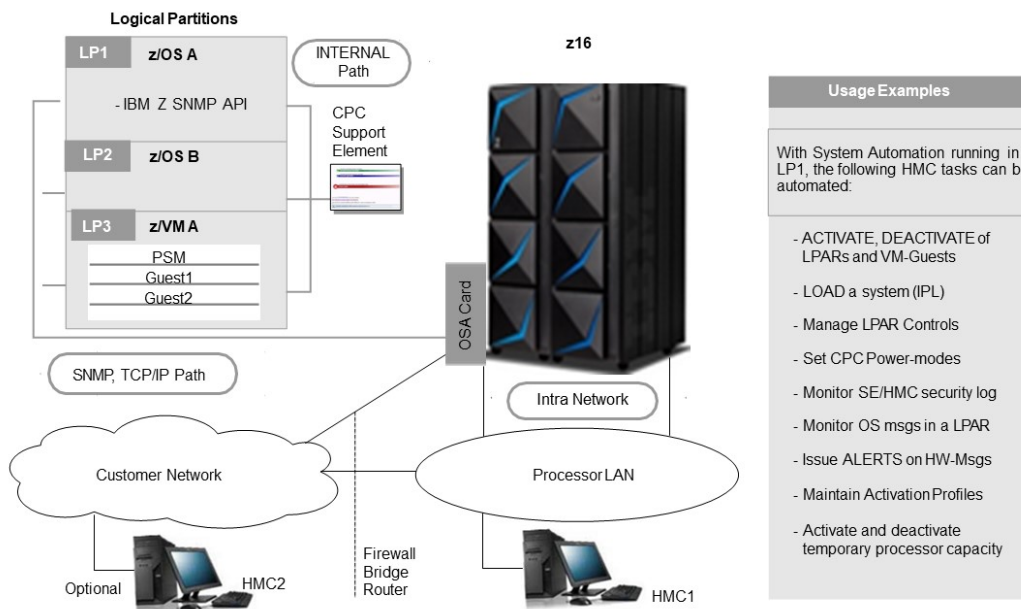 Logical Partitions
LP1
z/OS A
- IBM Z SNMP API
LP2
z/OS B
LP3
z/VM A
PSM
Guest1
Guest2
INTERNAL
Path
CPC
Support
Element
z16
OSA Card
SNMP, TCP/IP Path
Intra Network
Customer Network
Processor LAN
Optional
HMC2
Firewall
Bridge
Router
HMC1
Usage Examples
With System Automation running in
LP1, the following HMC tasks can be
automated:
- ACTIVATE, DEACTIVATE of
LPARs and VM-Guests
- LOAD a system (IPL)
- Manage LPAR Controls
- Set CPC Power-modes
- Monitor SE/HMC security log
- Monitor OS msgs in a LPAR
- Issue ALERTS on HW-Msgs
- Maintain Activation Profiles
- Activate and deactivate
temporary processor capacity